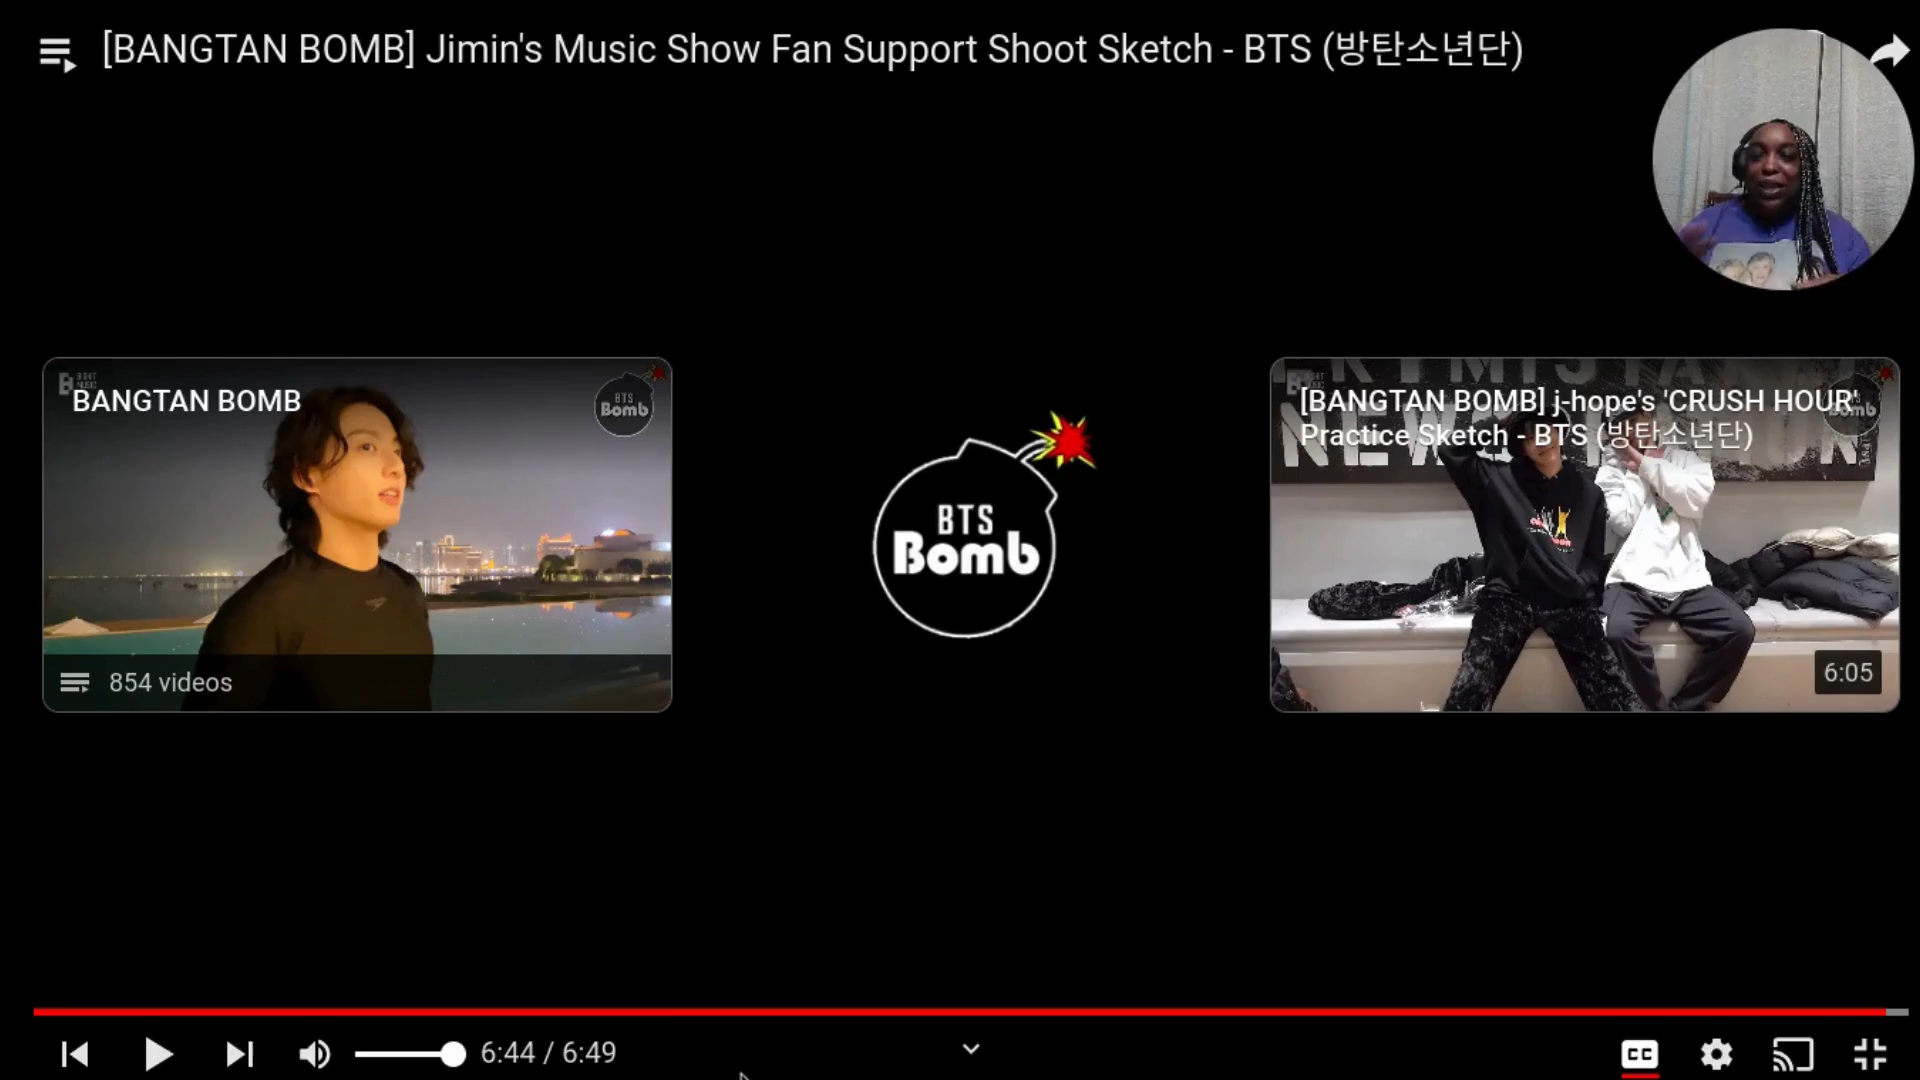 [BANGTAN BOMB] Jimin's Music Show Fan Support Shoot Sketch - BTS (방탄소년단)
BANGTAN BOMB
BTS
Bomb
854 videos
BTS
Bomb
[BANGTAN BOMB] j-hope's 'CRUSH HOUR'
Practice Sketch - BTS (방탄소년단)
6:05
6:44 / 6:49
CC